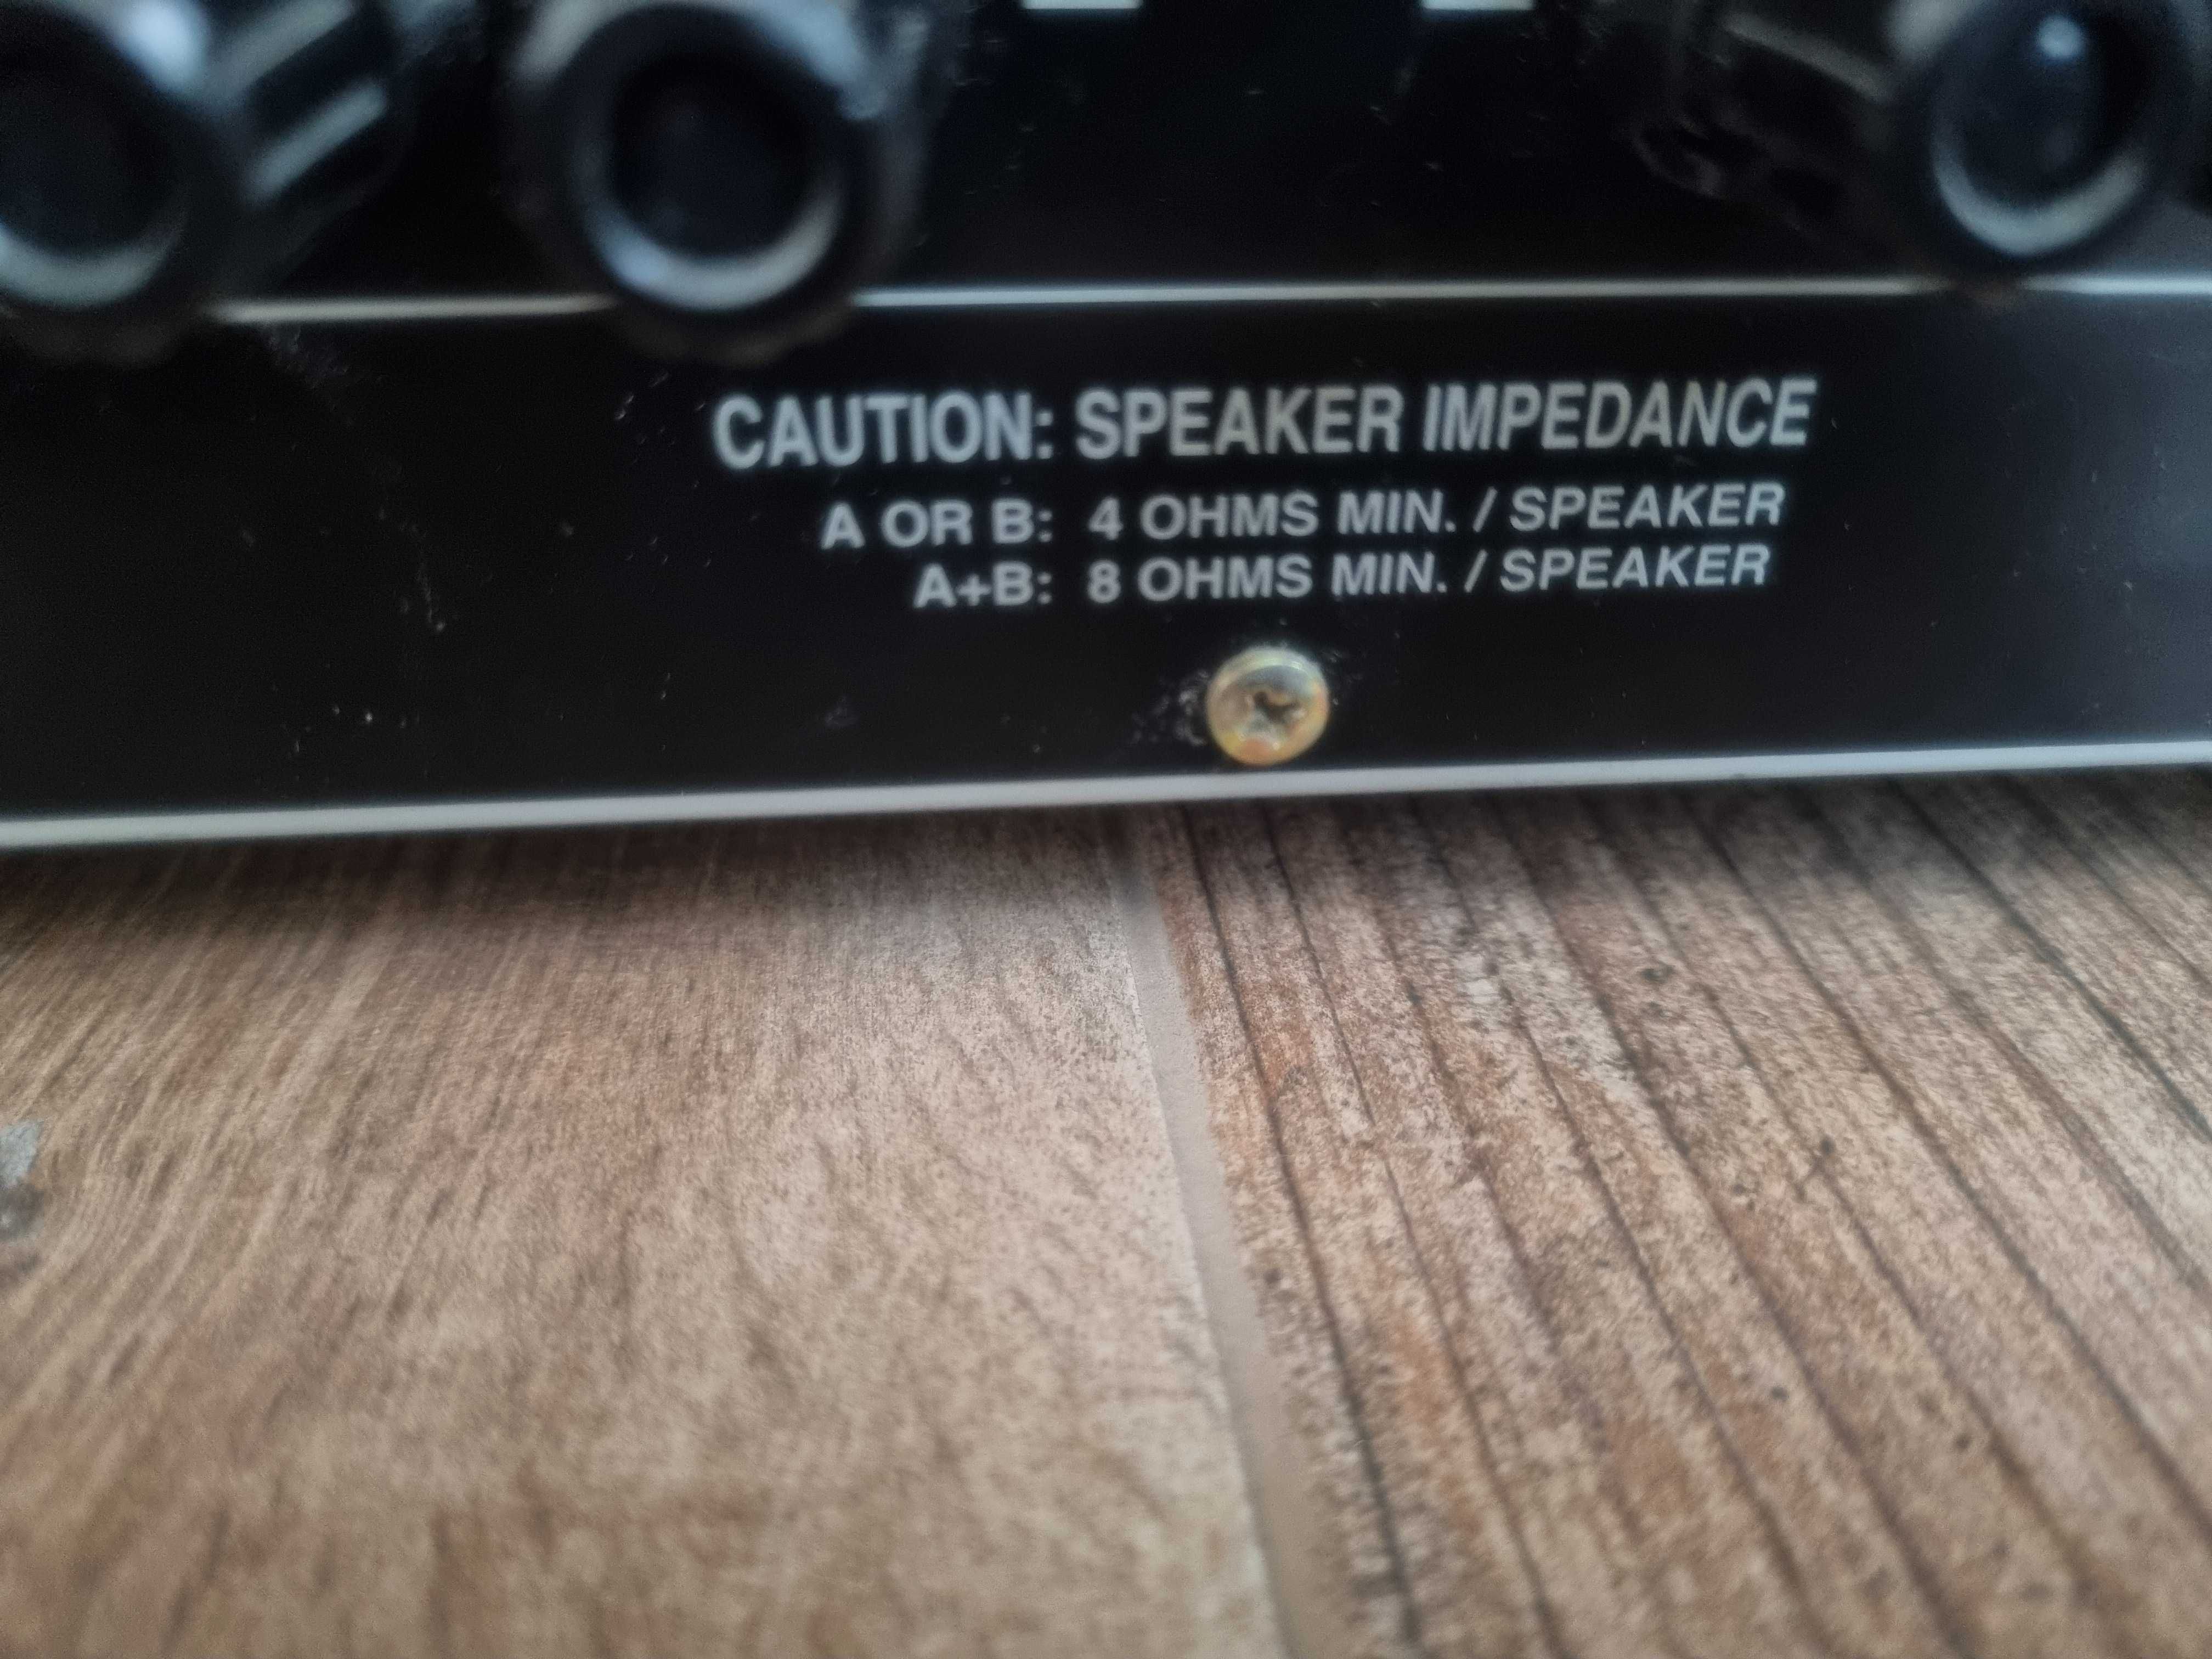 CAUTION: SPEAKER IMPEDANCE
A OR B: 4 OHMS MIN. / SPEAKER
A+B: 8 OHMS MIN. / SPEAKER